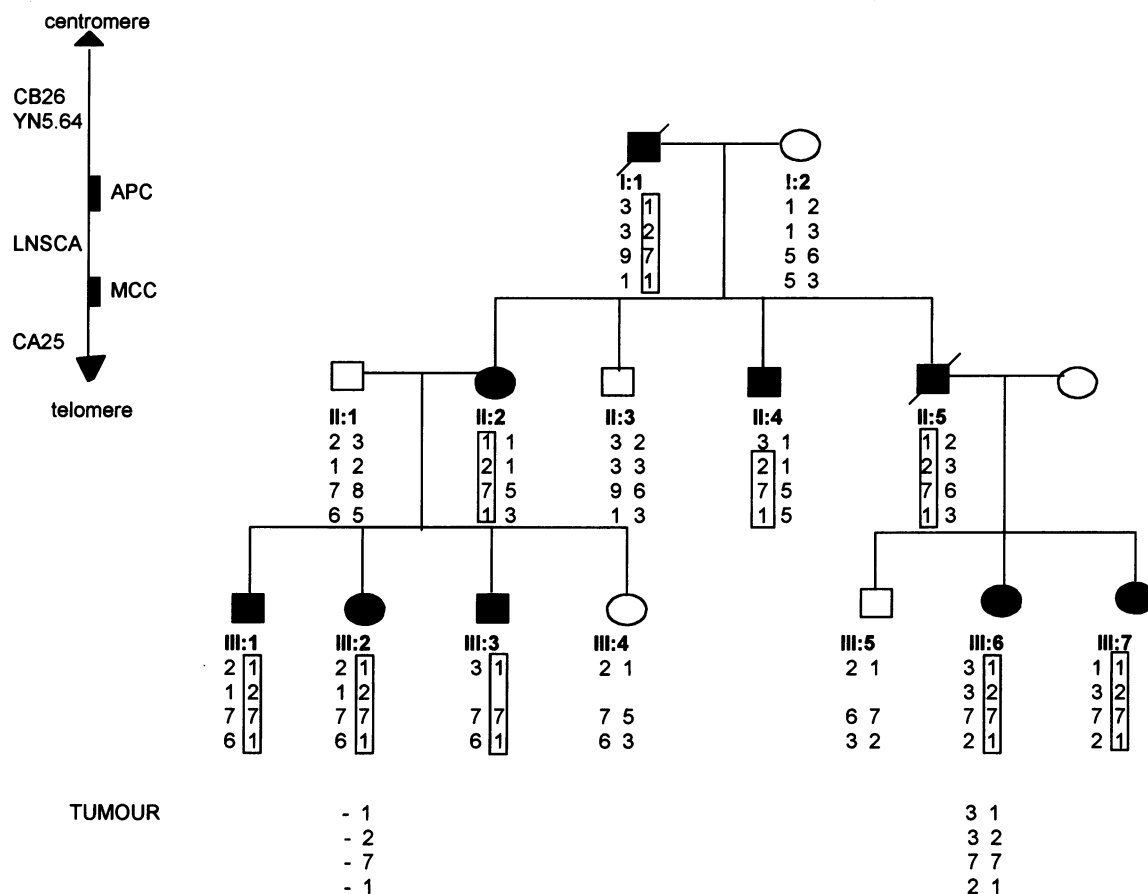 centromere
CB26
YN5.64
APC
LNSCA
MCC
CA25
telomere
I:1 !:2
3 1 1 2
3 2 1 3
9 7 5 6
1 1 5 3
II:1 II:2 II:3 II:4 II:5
2 3 1 1 3 2 3 1 1 2
1 2 2 1 3 3 2 1 2 3
7 8 7 5 9 6 7 5 7 6
6 5 1 3 1 3 1 5 1 3
III:1 III:2 III:3 III:4 III:5 III:6 III:7
2 1 2 1 3 1 2 1 2 1 3 1 1 1
1 2 1 2 3 2 3 2
7 7 7 7 7 7 7 5 6 7 7 7 7 7
6 1 6 1 6 1 6 3 3 2 2 1 2 1
TUMOUR - 1 3 1
- 2 3 2
- 7 7 7
- 1 2 1